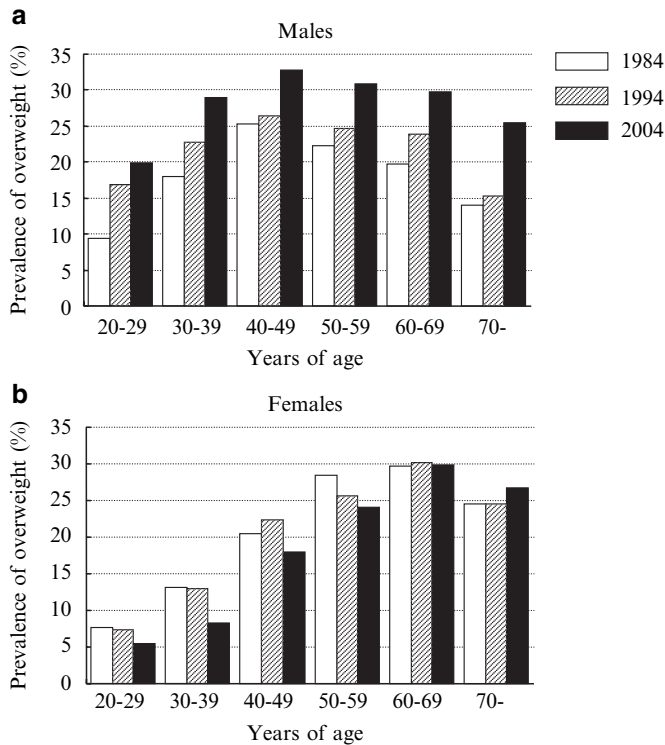 a
Males
Prevalence of overweight (%)
35
30
25
20
15
10
5
0
20-29 30-39 40-49 50-59 60-69 70-
Years of age
1984
1994
2004
b
Females
Prevalence of overweight (%)
35
30
25
20
15
10
5
0
20-29 30-39 40-49 50-59 60-69 70-
Years of age